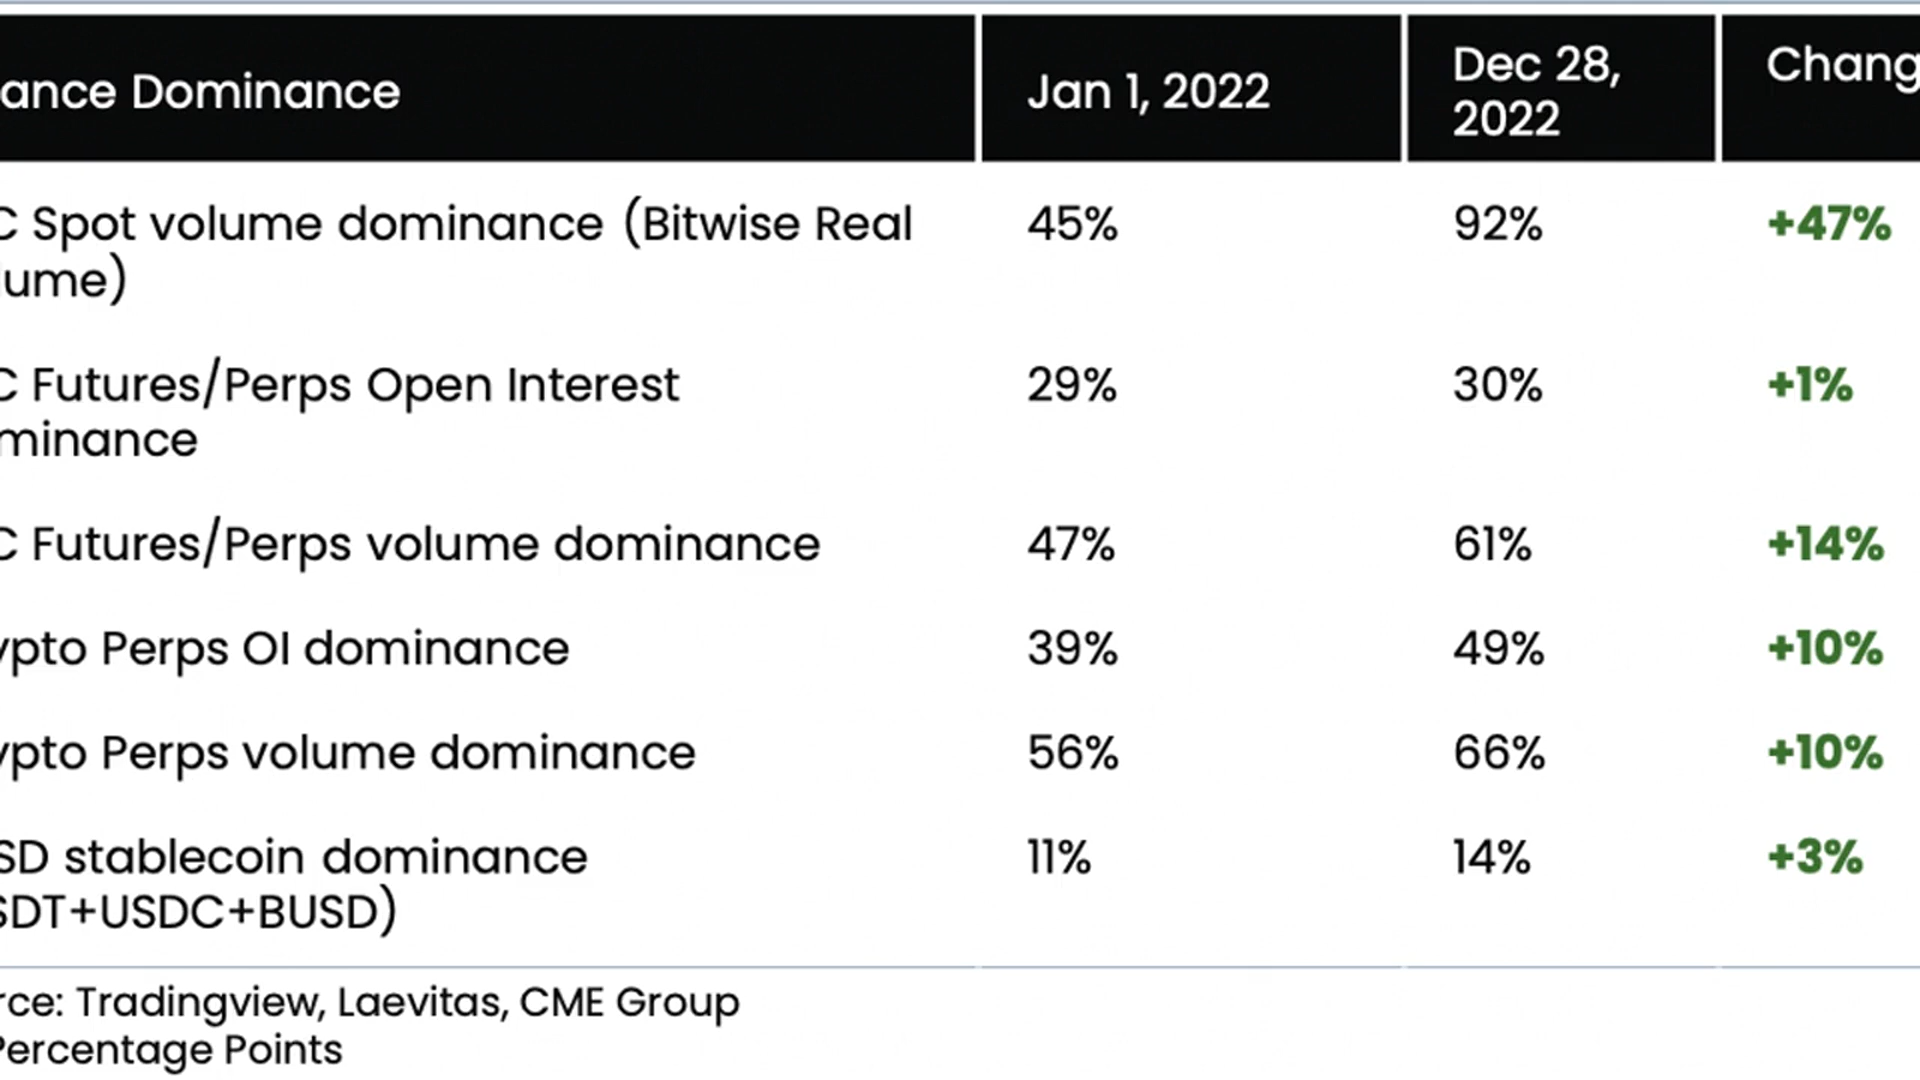 ance Dominance Jan 1, 2022 Dec 28, 2022 Chang
C Spot volume dominance (Bitwise Real 45% 92% +47%
lume)
C Futures/Perps Open Interest 29% 30% +1%
minance
C Futures/Perps volume dominance 47% 61% +14%
ypto Perps OI dominance 39% 49% +10%
ypto Perps volume dominance 56% 66% +10%
SD stablecoin dominance 11% 14% +3%
SDT+USDC+BUSD)
rce: Tradingview, Laevitas, CME Group
Percentage Points